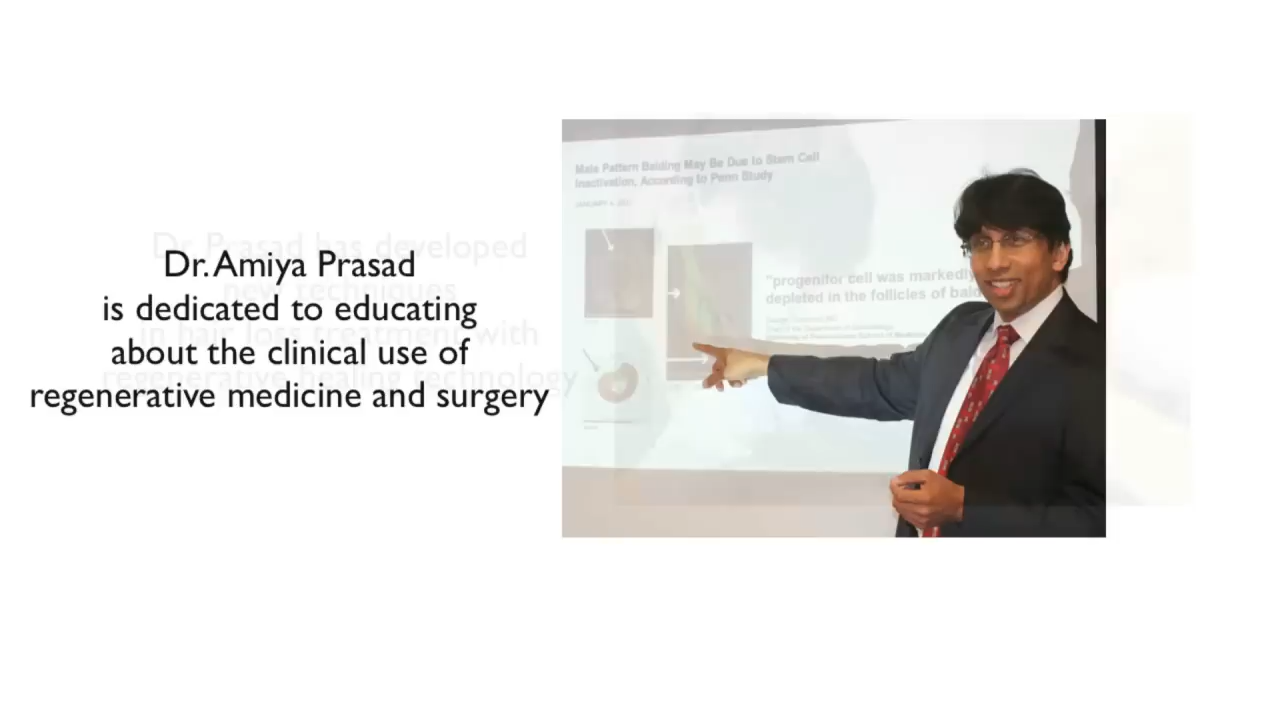 Dr. Amiya Prasad
is dedicated to educating
about the clinical use of
regenerative medicine and surgery
Dr. Prasad has developed
new techniques
in hair loss treatment with
regenerative healing technology
Male Pattern Balding May Be Due to Stem Cell
Inactivation, According to Penn Study
JANUARY 4,
"progenitor cell was markedly
depleted in the follicles of bald